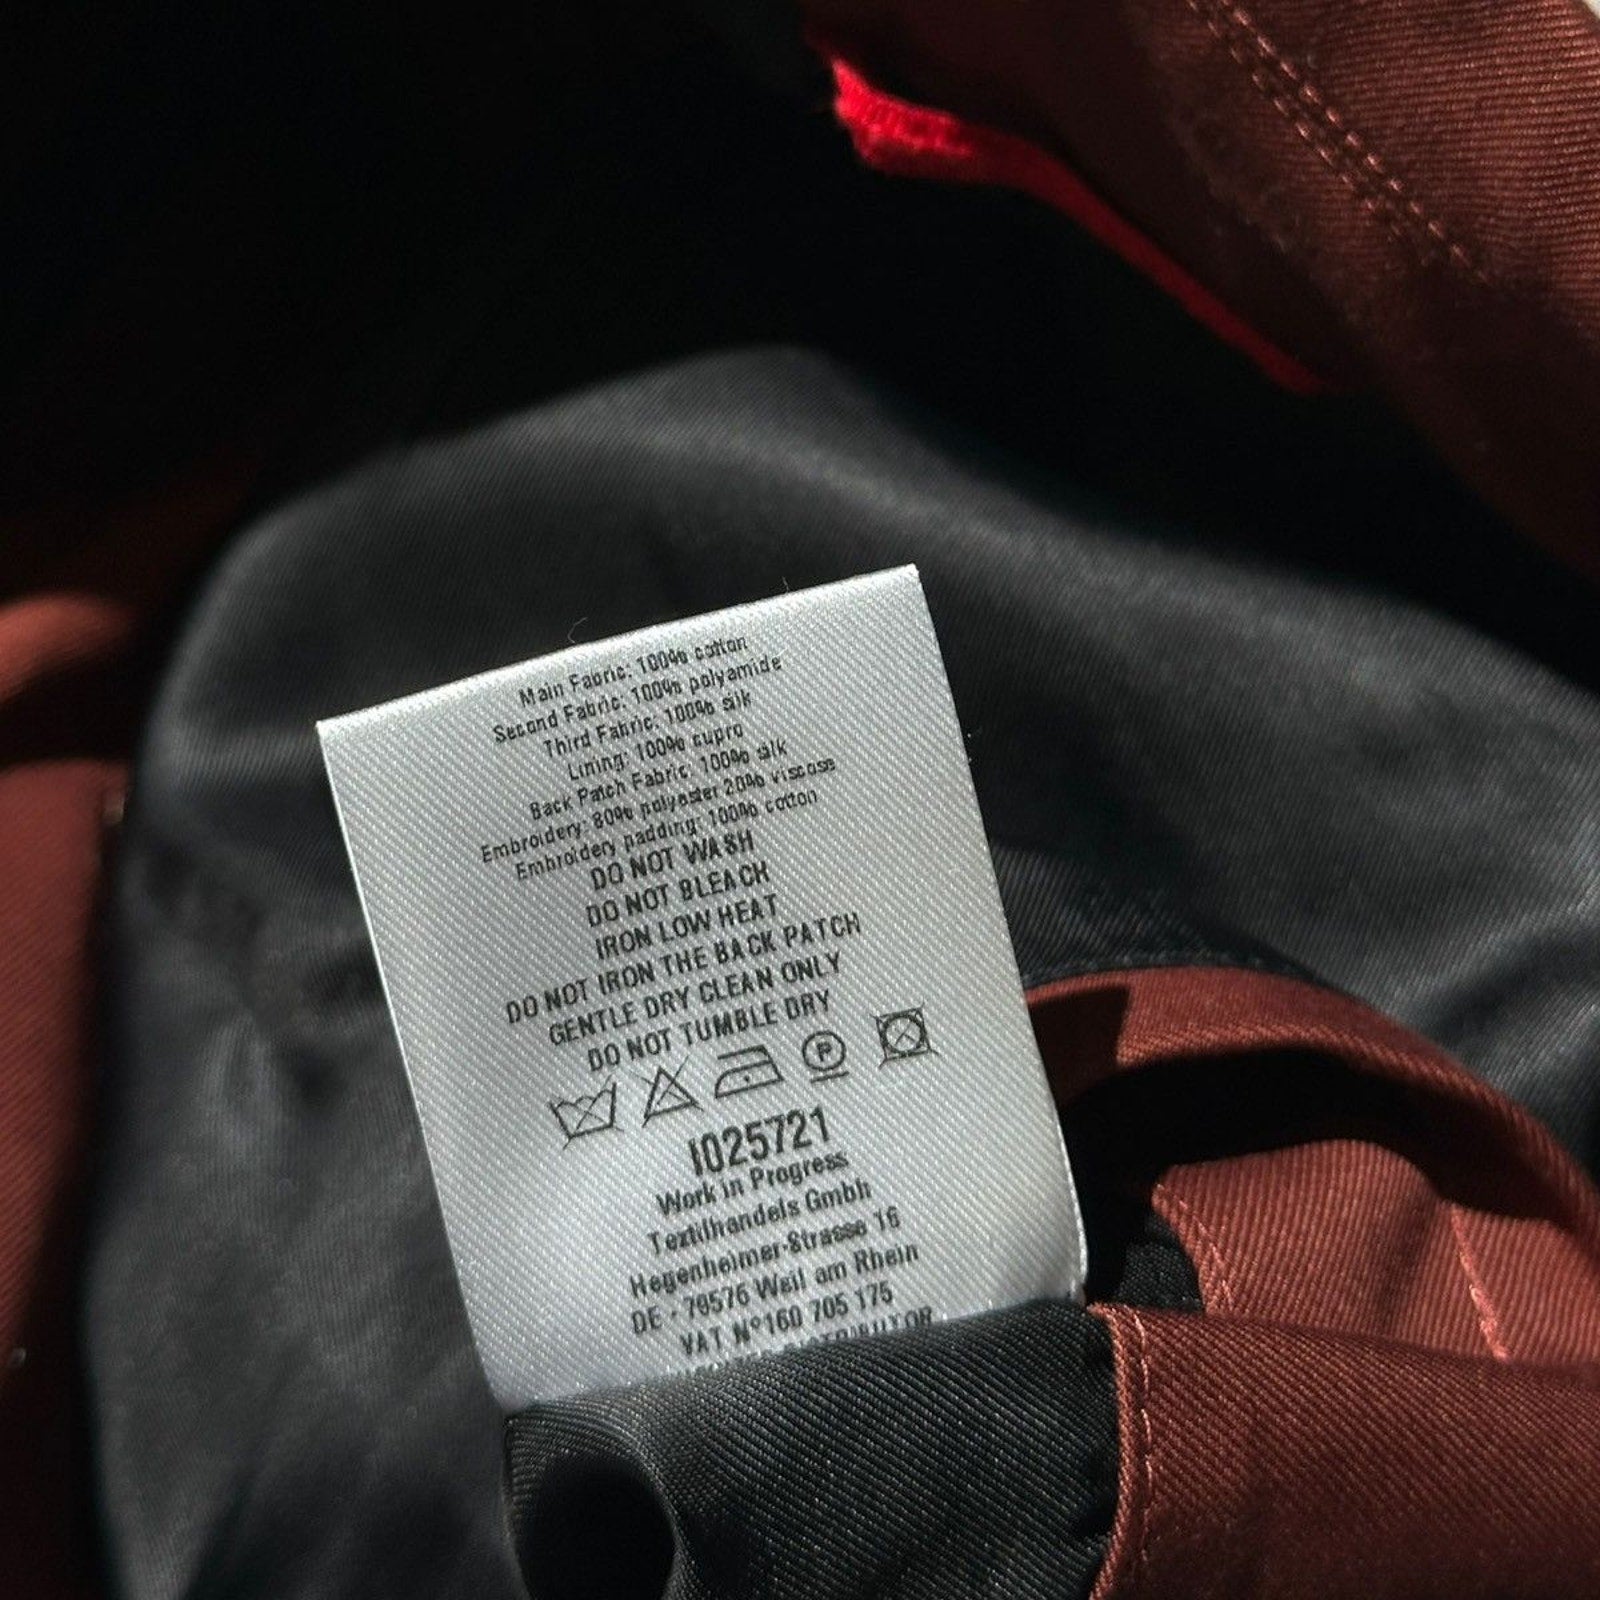 Main Fabric: 100% cotton
Second Fabric: 100% polyamide
Third Fabric: 100% silk
Lining: 100% cupro
Back Patch Fabric: 100% silk
Embroidery: 80% polyester 20% viscose
Embroidery padding: 100% cotton
DO NOT WASH
DO NOT BLEACH
IRON LOW HEAT
DO NOT IRON THE BACK PATCH
GENTLE DRY CLEAN ONLY
DO NOT TUMBLE DRY
P
I025721
Work in Progress
Textilhandels Gmbh
Hegenheimer-Strasse 16
DE - 79576 Weil am Rhein
VAT N°160 705 175